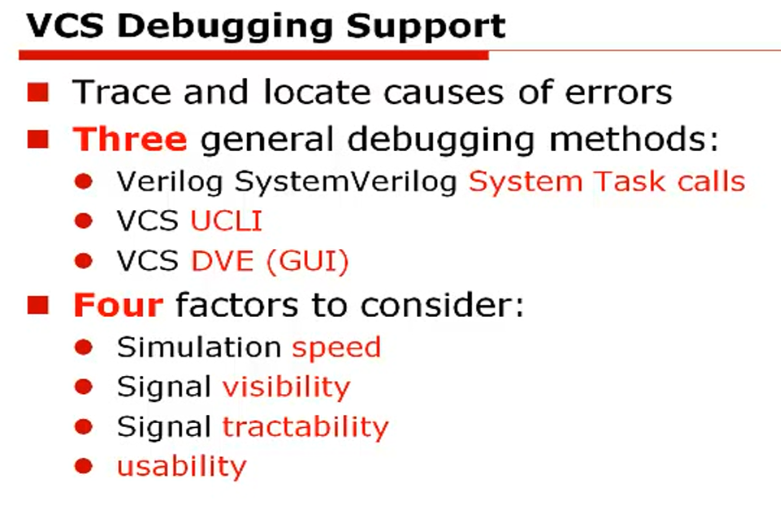 VCS Debugging Support
Trace and locate causes of errors
Three general debugging methods:
Verilog SystemVerilog System Task calls
VCS UCLI
VCS DVE (GUI)
Four factors to consider:
Simulation speed
Signal visibility
Signal tractability
usability